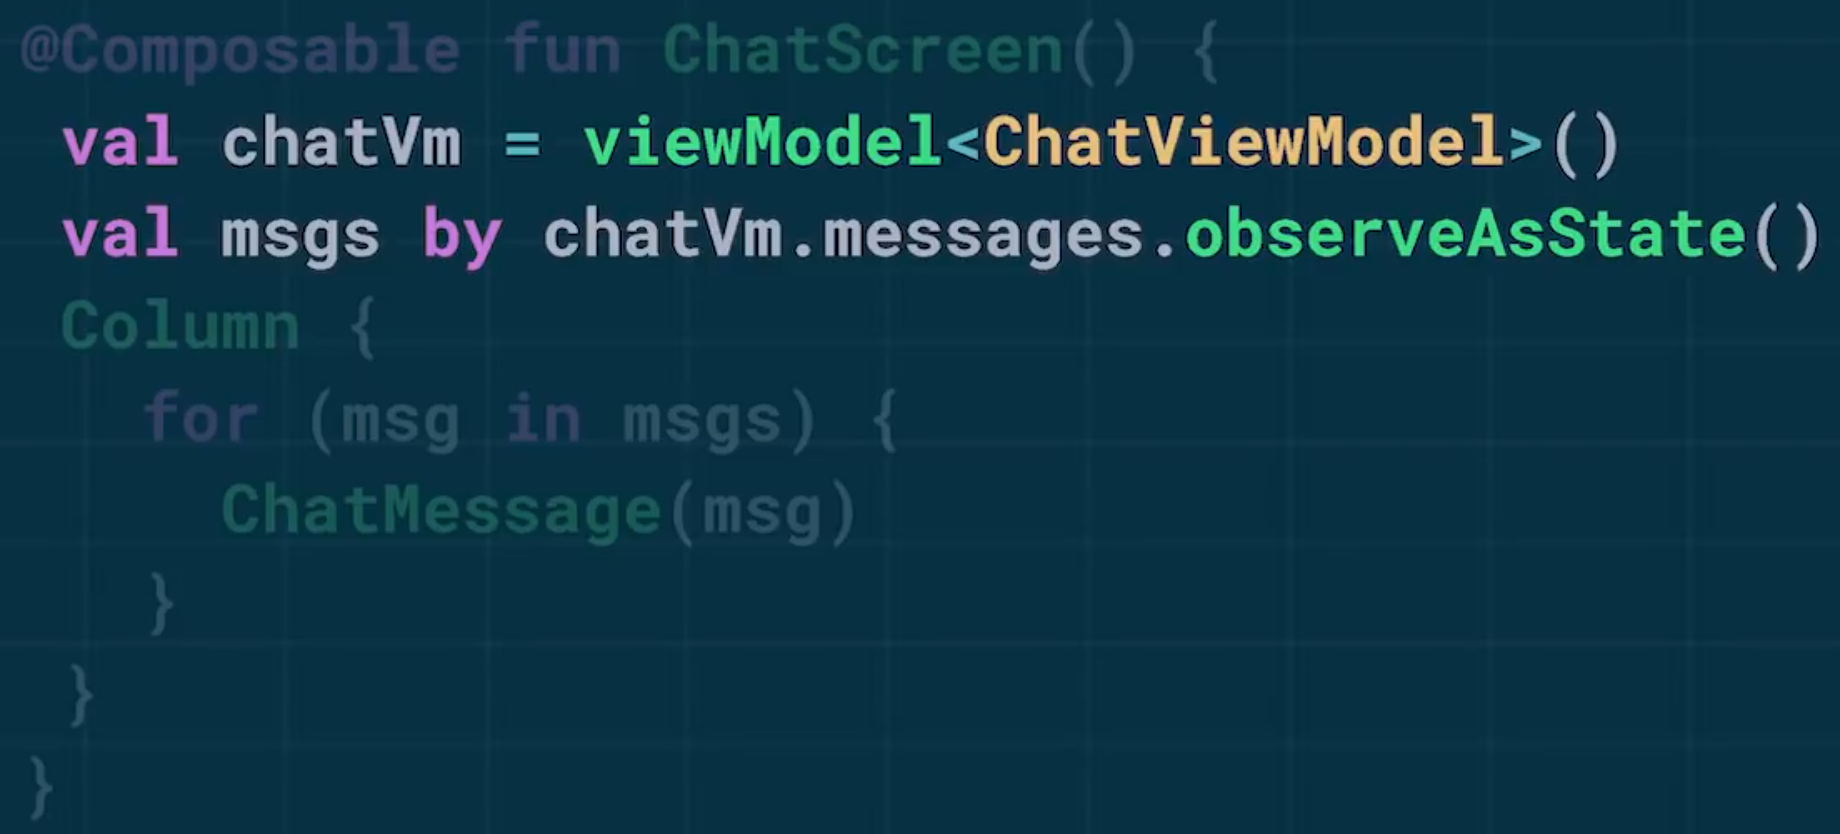 @Composable fun ChatScreen() {
val chatVm = viewModel<ChatViewModel>()
val msgs by chatVm.messages.observeAsState()
Column {
for (msg in msgs) {
ChatMessage(msg)
}
}
}